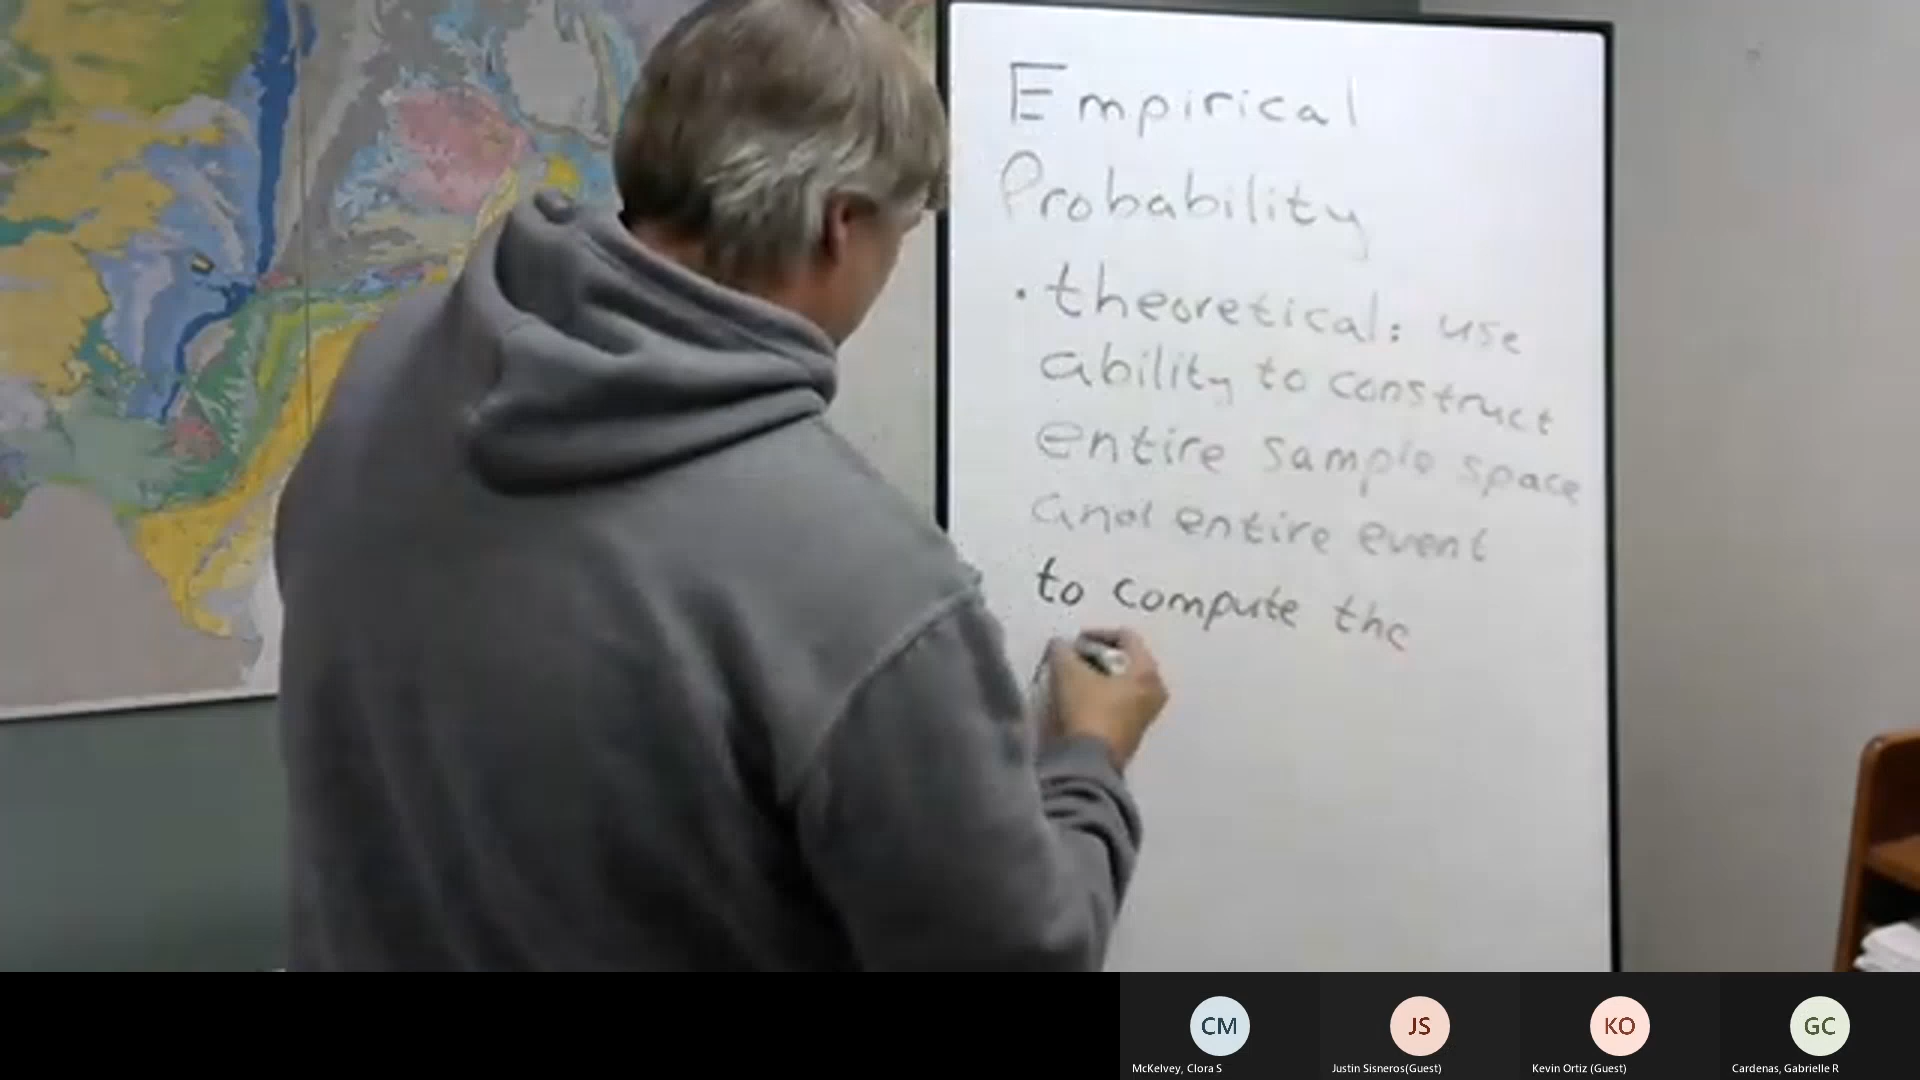 Empirical
Probability
• theoretical: use
ability to construct
entire sample space
and entire event
to compute the
CM
JS
KO
GC
McKelvey, Clora S
Justin Sisneros(Guest)
Kevin Ortiz (Guest)
Cardenas, Gabrielle R